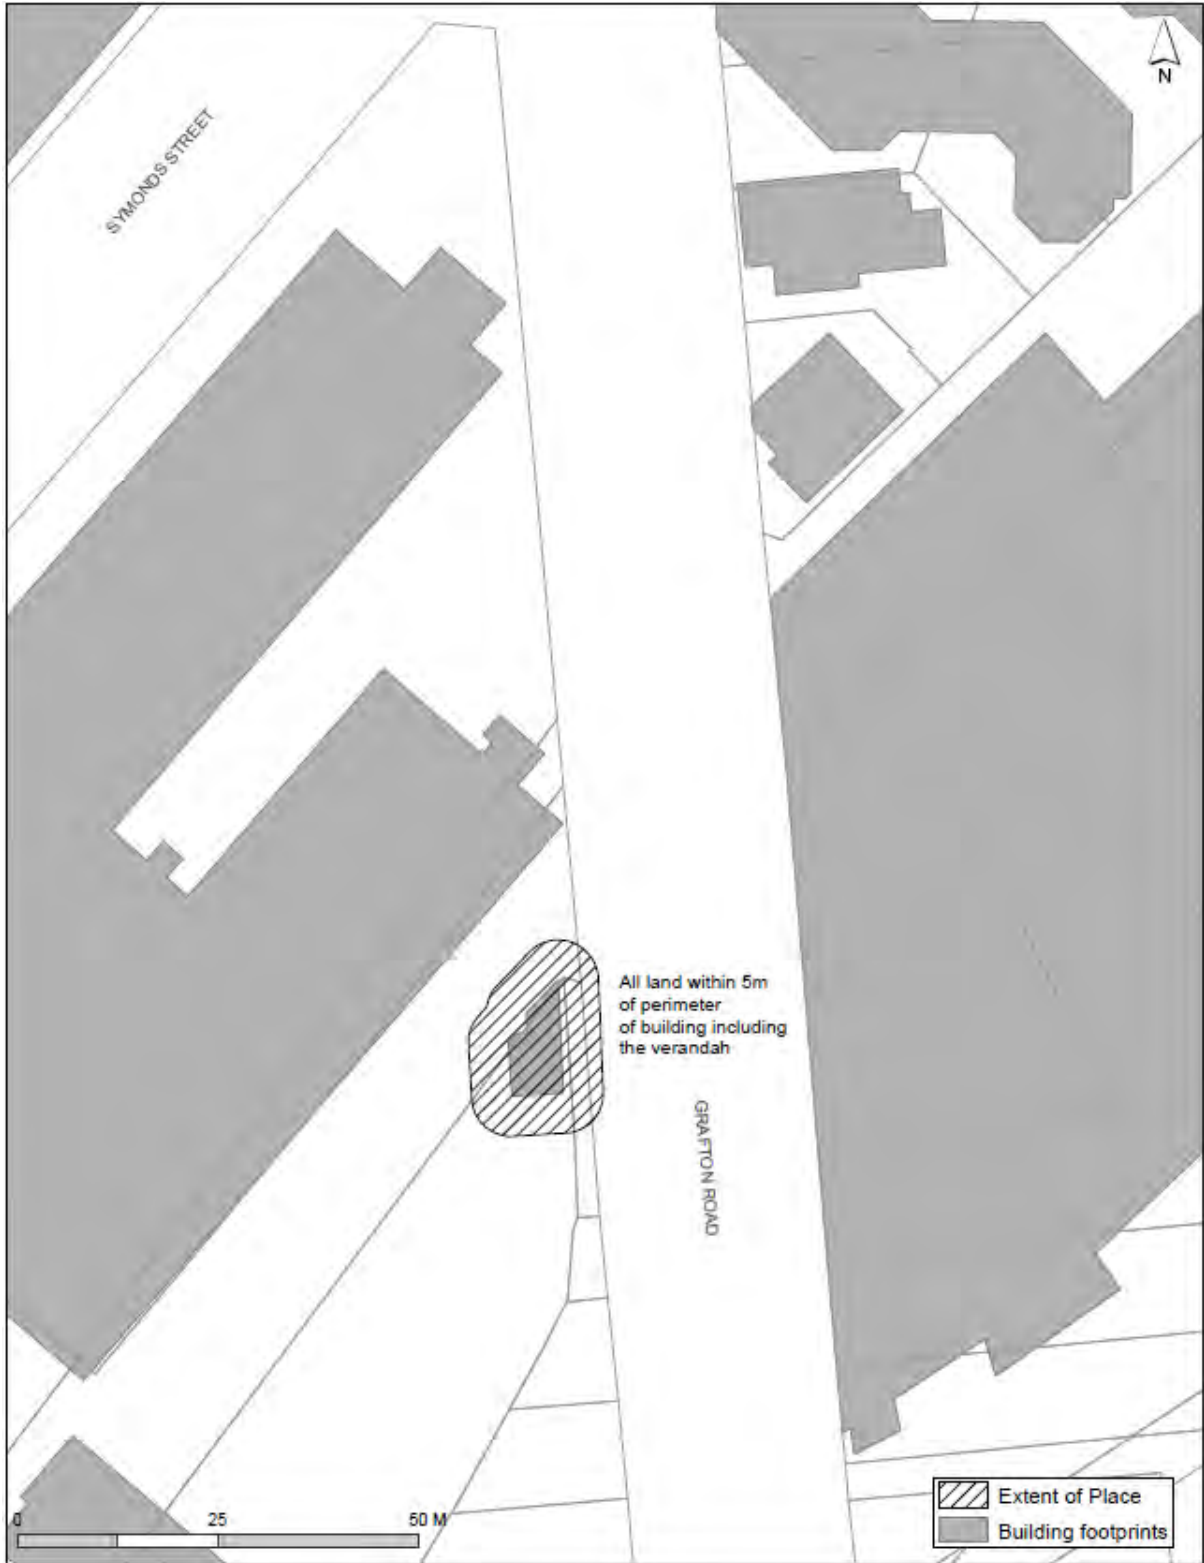 N
SYMONDS STREET
All land within 5m
of perimeter
of building including
the verandah
GRAFTON ROAD
0 25 50 M
Extent of Place
Building footprints